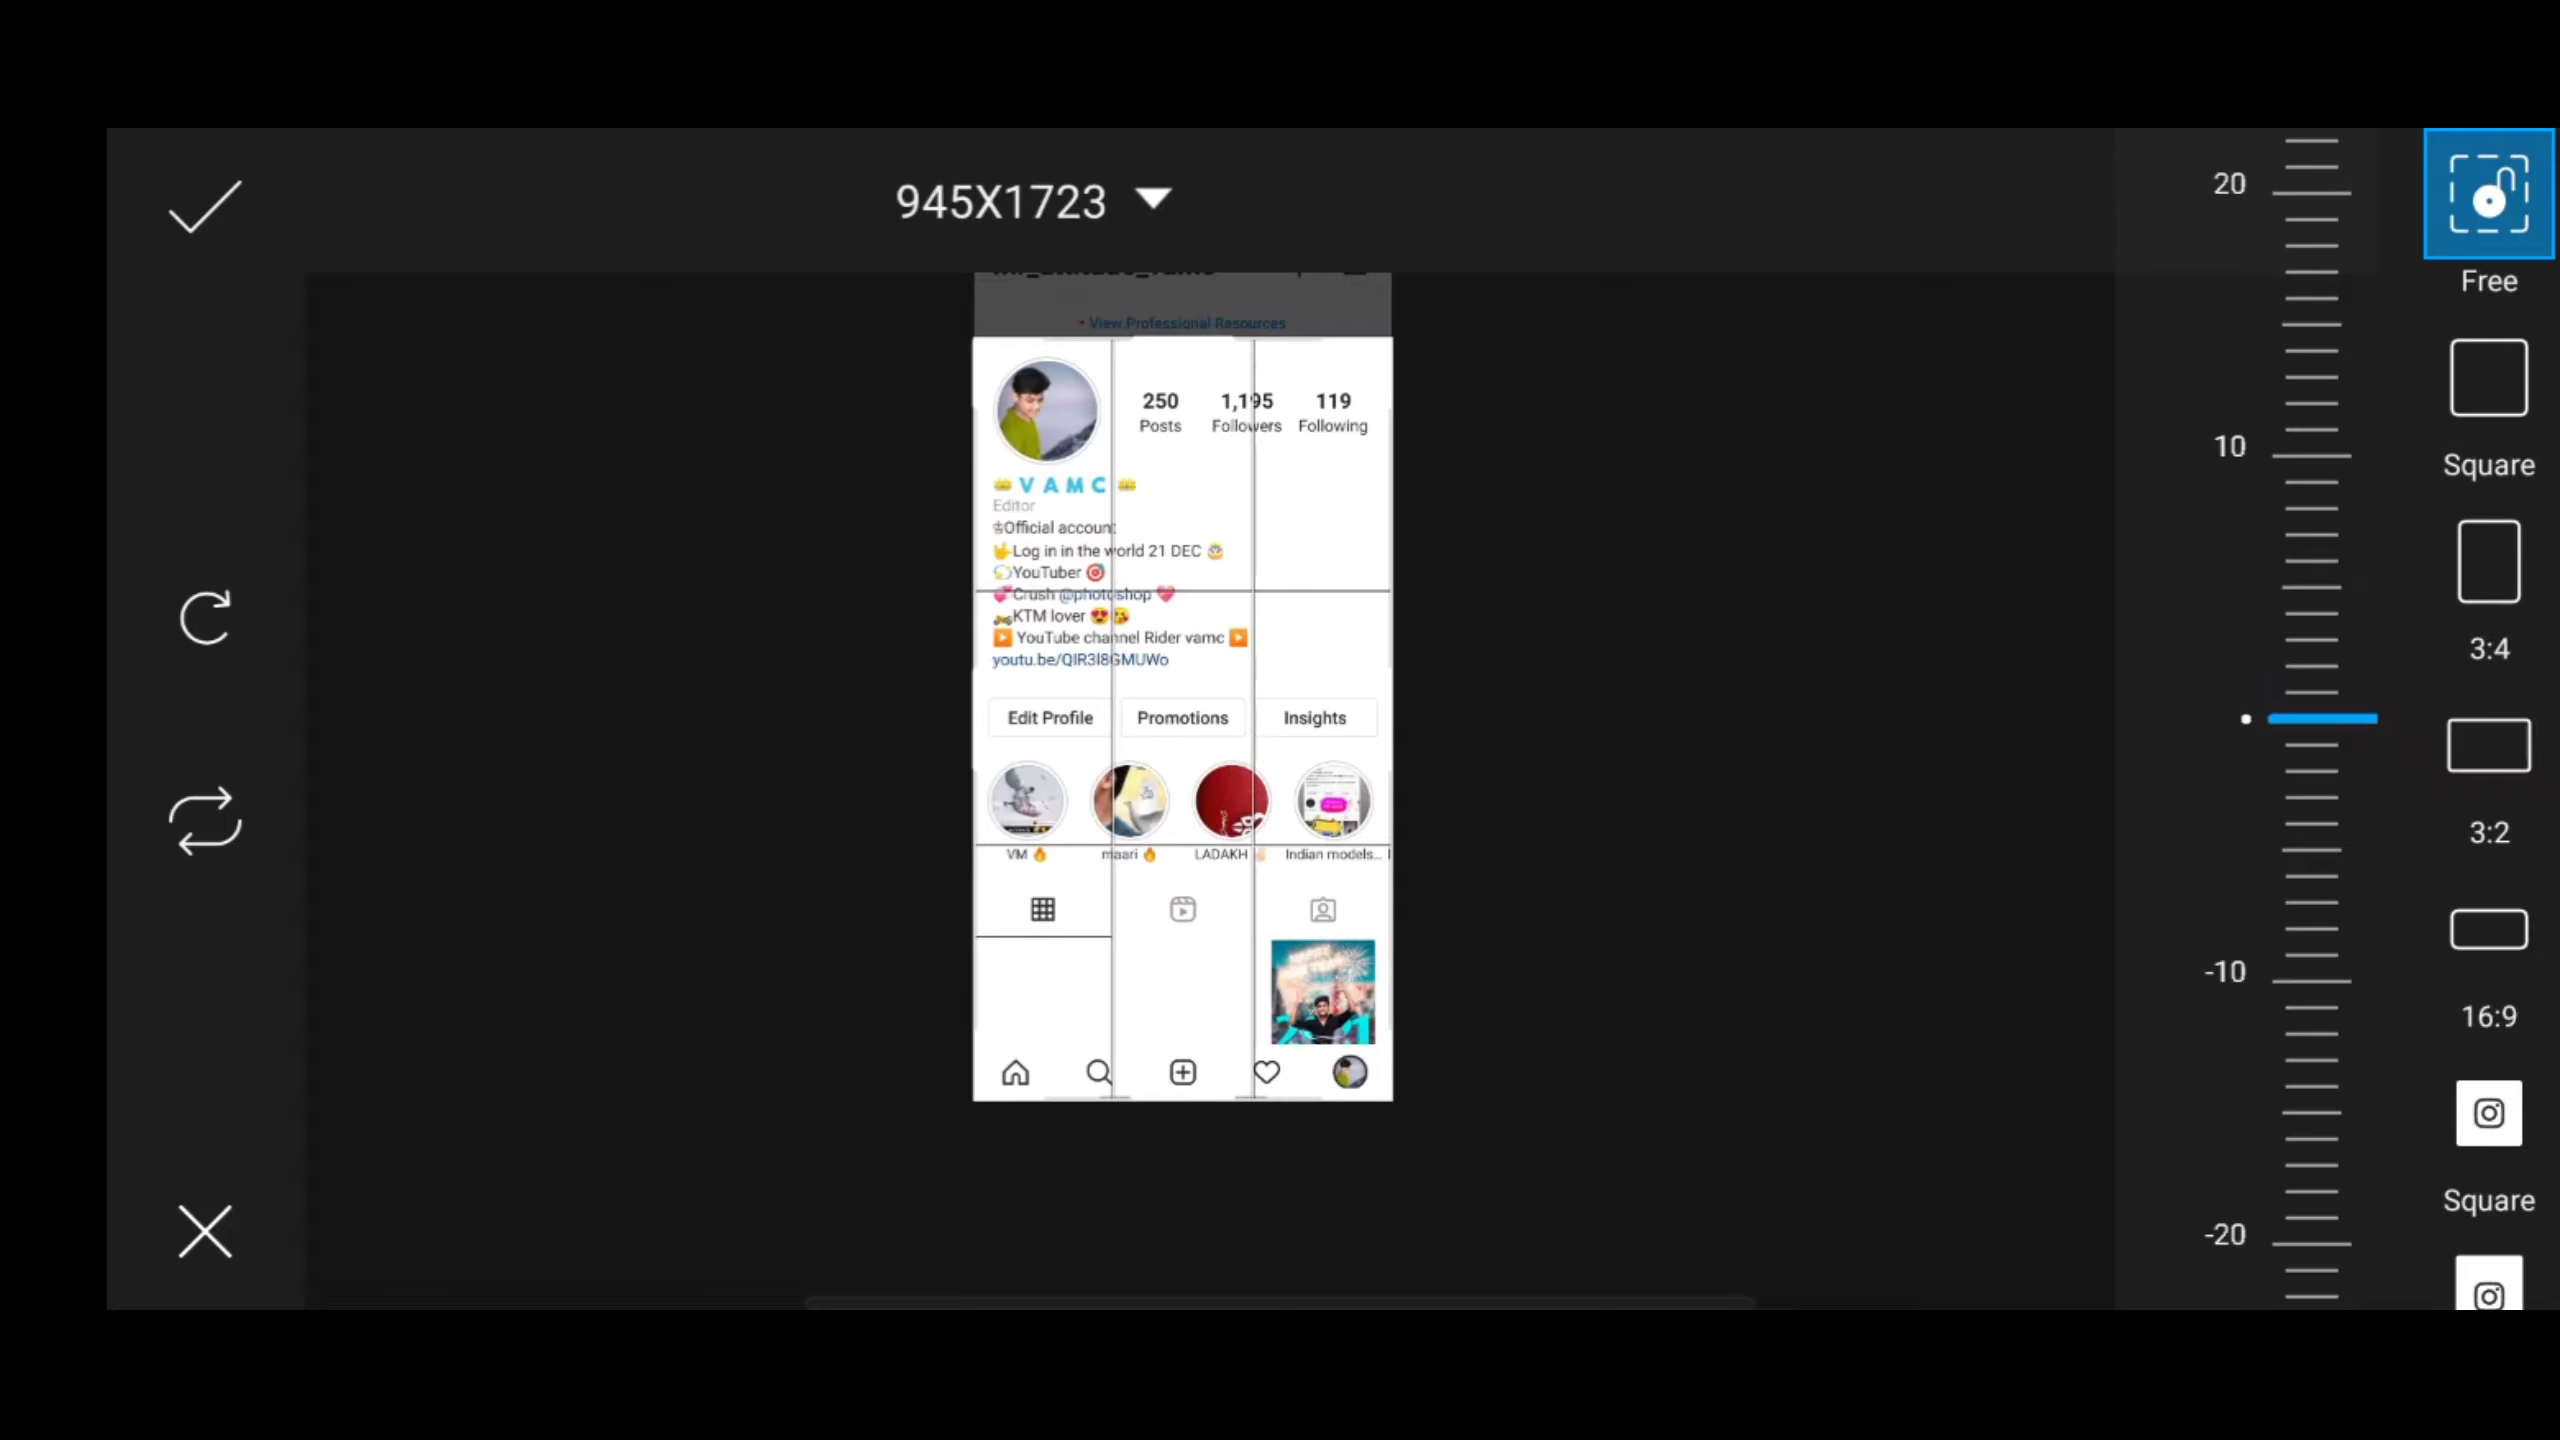 945X1723
20
10
-10
-20
Free
Square
3:4
3:2
16:9
Square
View Professional Resources
250 1,195 119
Posts Followers Following
👑 V A M C 👑
Editor
♔Official account
🤟Log in in the world 21 DEC 🎂
💫YouTuber 🎯
💞Crush @photoshop 💖
🏍KTM lover 😍😘
▶️ YouTube channel Rider vamc ▶️
youtu.be/QIR3I8GMUWo
Edit Profile Promotions Insights
VM 🔥 maari 🔥 LADAKH ✌🏻 Indian models...